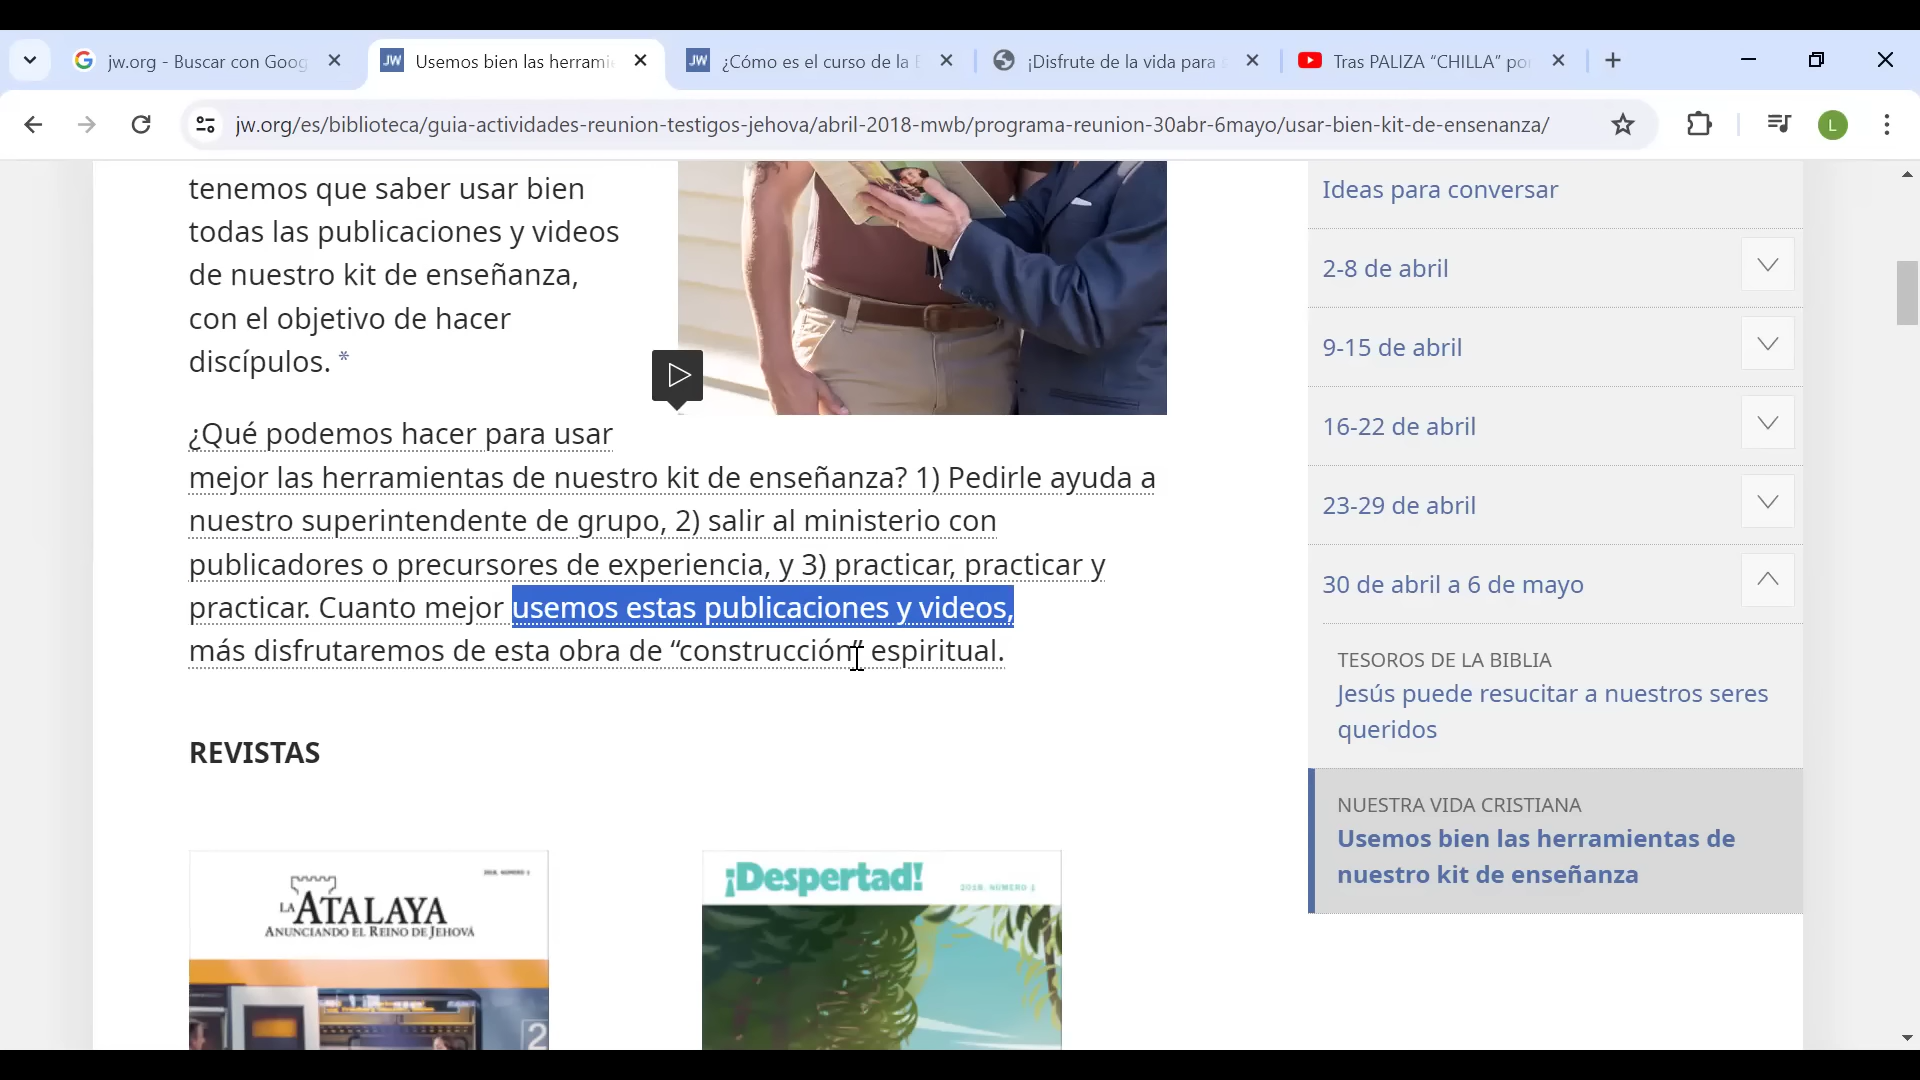 jw.org - Buscar con Goog
Usemos bien las herrami
¿Cómo es el curso de la
¡Disfrute de la vida para
Tras PALIZA “CHILLA” po
jw.org/es/biblioteca/guia-actividades-reunion-testigos-jehova/abril-2018-mwb/programa-reunion-30abr-6mayo/usar-bien-kit-de-ensenanza/
L
tenemos que saber usar bien
todas las publicaciones y videos
de nuestro kit de enseñanza,
con el objetivo de hacer
discípulos. *
¿Qué podemos hacer para usar
mejor las herramientas de nuestro kit de enseñanza? 1) Pedirle ayuda a
nuestro superintendente de grupo, 2) salir al ministerio con
publicadores o precursores de experiencia, y 3) practicar, practicar y
practicar. Cuanto mejor usemos estas publicaciones y videos,
más disfrutaremos de esta obra de “construcción” espiritual.
REVISTAS
2018. NÚMERO 1
LA ATALAYA
ANUNCIANDO EL REINO DE JEHOVÁ
2
¡Despertad!
2018. NÚMERO 1
Ideas para conversar
2-8 de abril
9-15 de abril
16-22 de abril
23-29 de abril
30 de abril a 6 de mayo
TESOROS DE LA BIBLIA
Jesús puede resucitar a nuestros seres
queridos
NUESTRA VIDA CRISTIANA
Usemos bien las herramientas de
nuestro kit de enseñanza